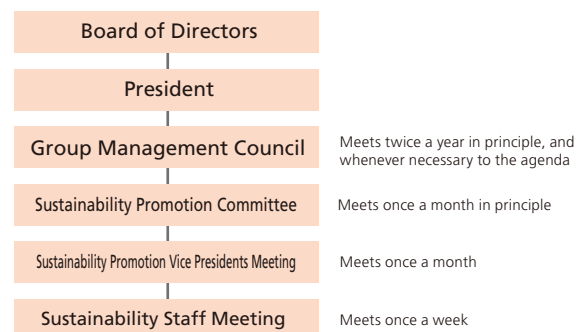 Board of Directors
President
Group Management Council
Meets twice a year in principle, and
whenever necessary to the agenda
Sustainability Promotion Committee
Meets once a month in principle
Sustainability Promotion Vice Presidents Meeting
Meets once a month
Sustainability Staff Meeting
Meets once a week